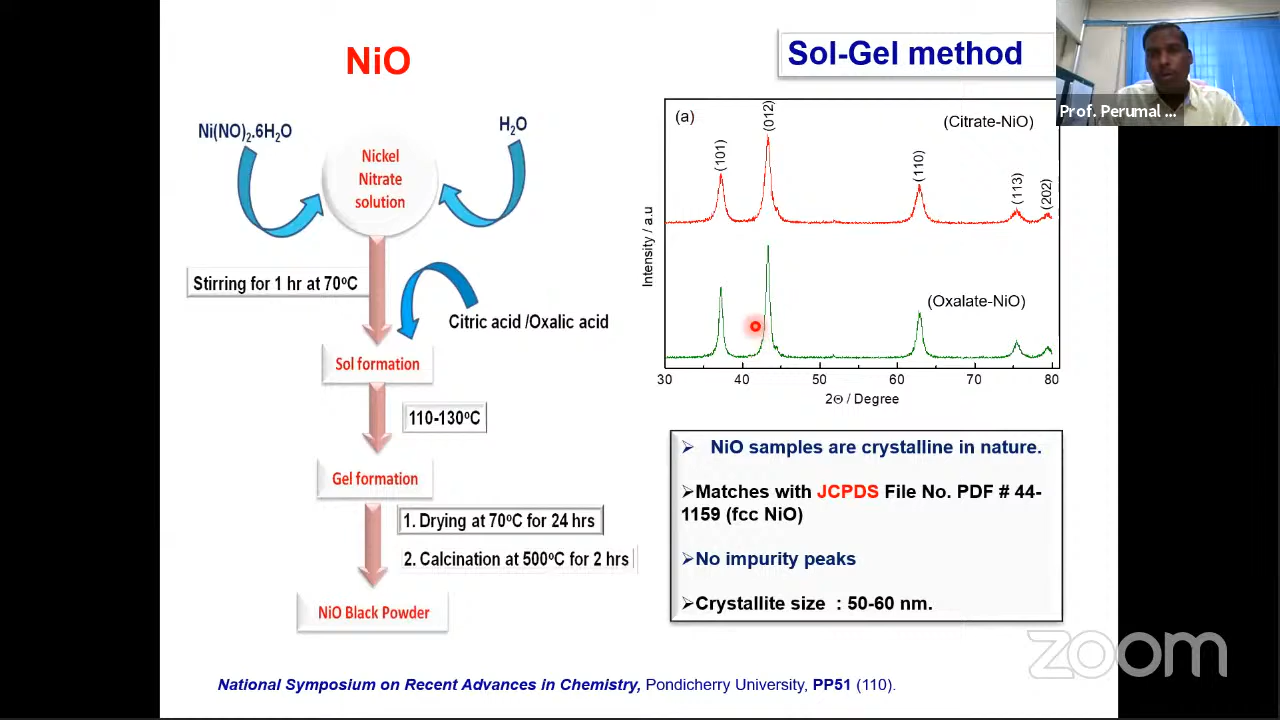 NiO
Sol-Gel method
Prof. Perumal ...
Ni(NO)₂.6H₂O
H₂O
Nickel
Nitrate
solution
Stirring for 1 hr at 70⁰C
Citric acid /Oxalic acid
Sol formation
110-130⁰C
Gel formation
1. Drying at 70⁰C for 24 hrs
2. Calcination at 500⁰C for 2 hrs
NiO Black Powder
(a)
(Citrate-NiO)
(101)
(012)
(110)
(113)
(202)
(Oxalate-NiO)
Intensity / a.u
30 40 50 60 70 80
2Θ / Degree
➢ NiO samples are crystalline in nature.
➢Matches with JCPDS File No. PDF # 44-
1159 (fcc NiO)
➢No impurity peaks
➢Crystallite size : 50-60 nm.
zoom
National Symposium on Recent Advances in Chemistry, Pondicherry University, PP51 (110).